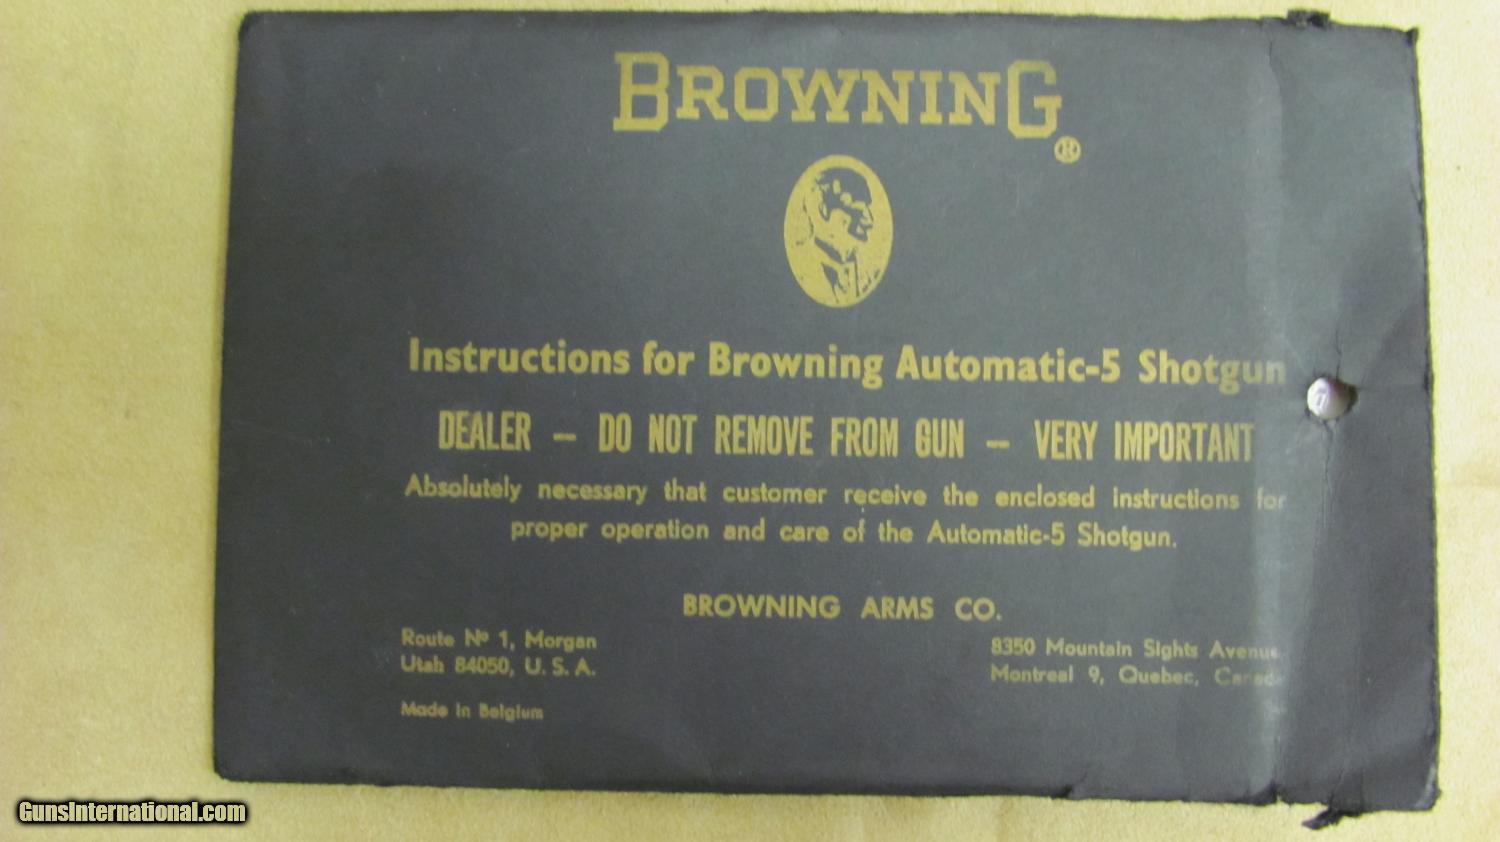 BROWNING
®
Instructions for Browning Automatic-5 Shotgun
DEALER – DO NOT REMOVE FROM GUN – VERY IMPORTANT
Absolutely necessary that customer receive the enclosed instructions for
proper operation and care of the Automatic-5 Shotgun.
BROWNING ARMS CO.
Route Nº 1, Morgan
Utah 84050, U. S. A.
Made in Belgium
8350 Mountain Sights Avenue
Montreal 9, Quebec, Canada
GunsInternational.com